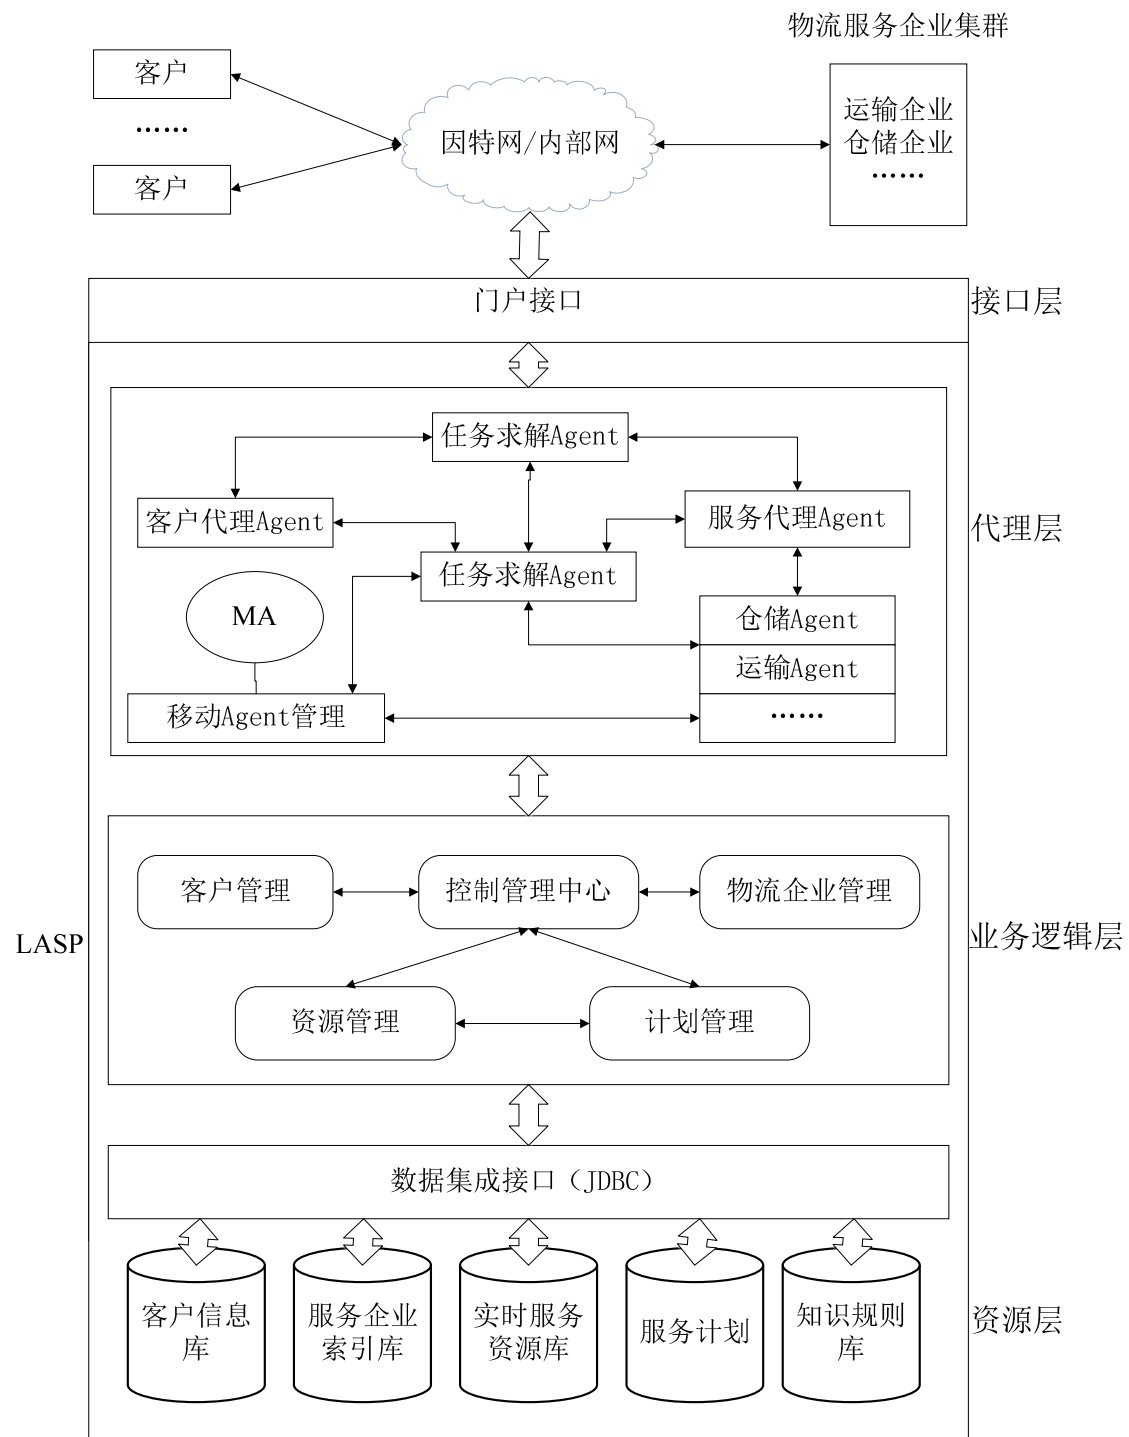 物流服务企业集群
客户
……
客户
因特网/内部网
运输企业
仓储企业
……
门户接口
接口层
任务求解Agent
客户代理Agent
服务代理Agent
代理层
任务求解Agent
MA
仓储Agent
运输Agent
……
移动Agent管理
客户管理
控制管理中心
物流企业管理
LASP
业务逻辑层
资源管理
计划管理
数据集成接口（JDBC）
客户信息
库
服务企业
索引库
实时服务
资源库
服务计划
知识规则
库
资源层